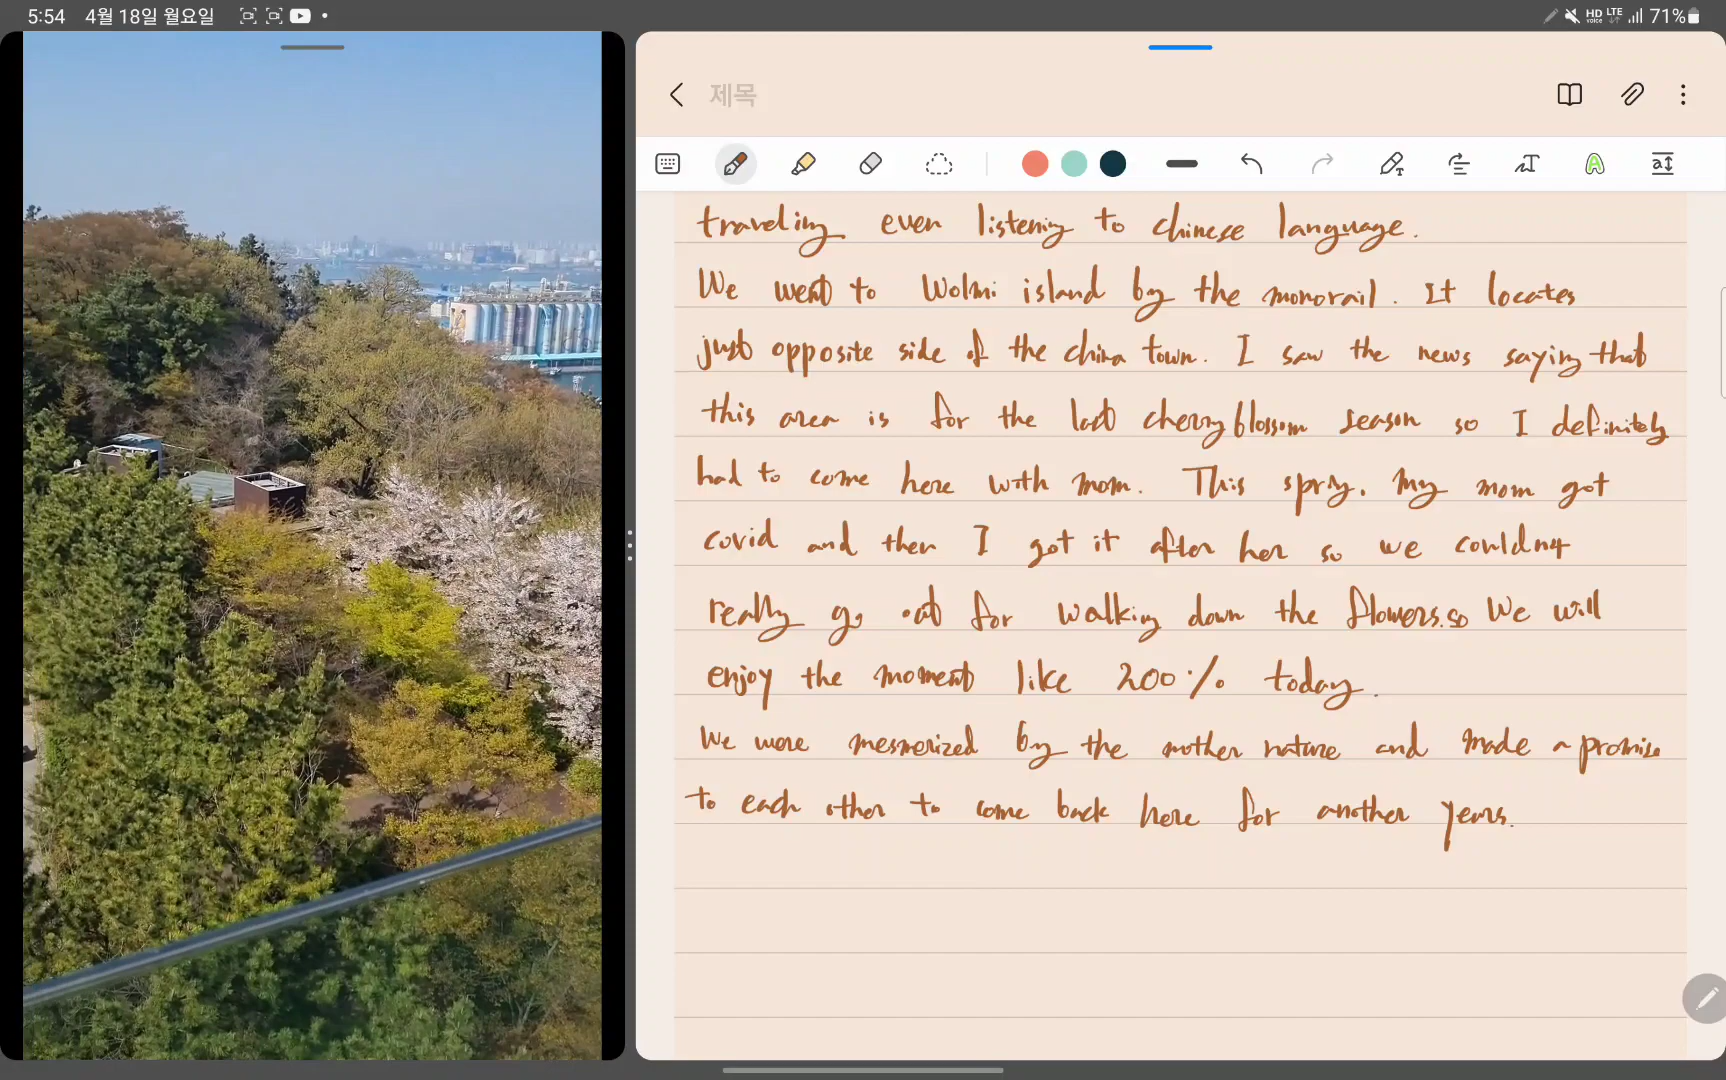 5:54 4월 18일 월요일
HD voice LTE 71%
제목
traveling even listening to chinese language.
We went to Wolmi island by the monorail. It locates
just opposite side of the china town. I saw the news saying that
this area is for the last cherry blossom season so I definitely
had to come here with mom. This spring, my mom got
covid and then I got it after her so we couldn't
really go out for walking down the flowers. so We will
enjoy the moment like 200% today.
We were mesmerized by the mother nature and made a promise
to each other to come back here for another years.